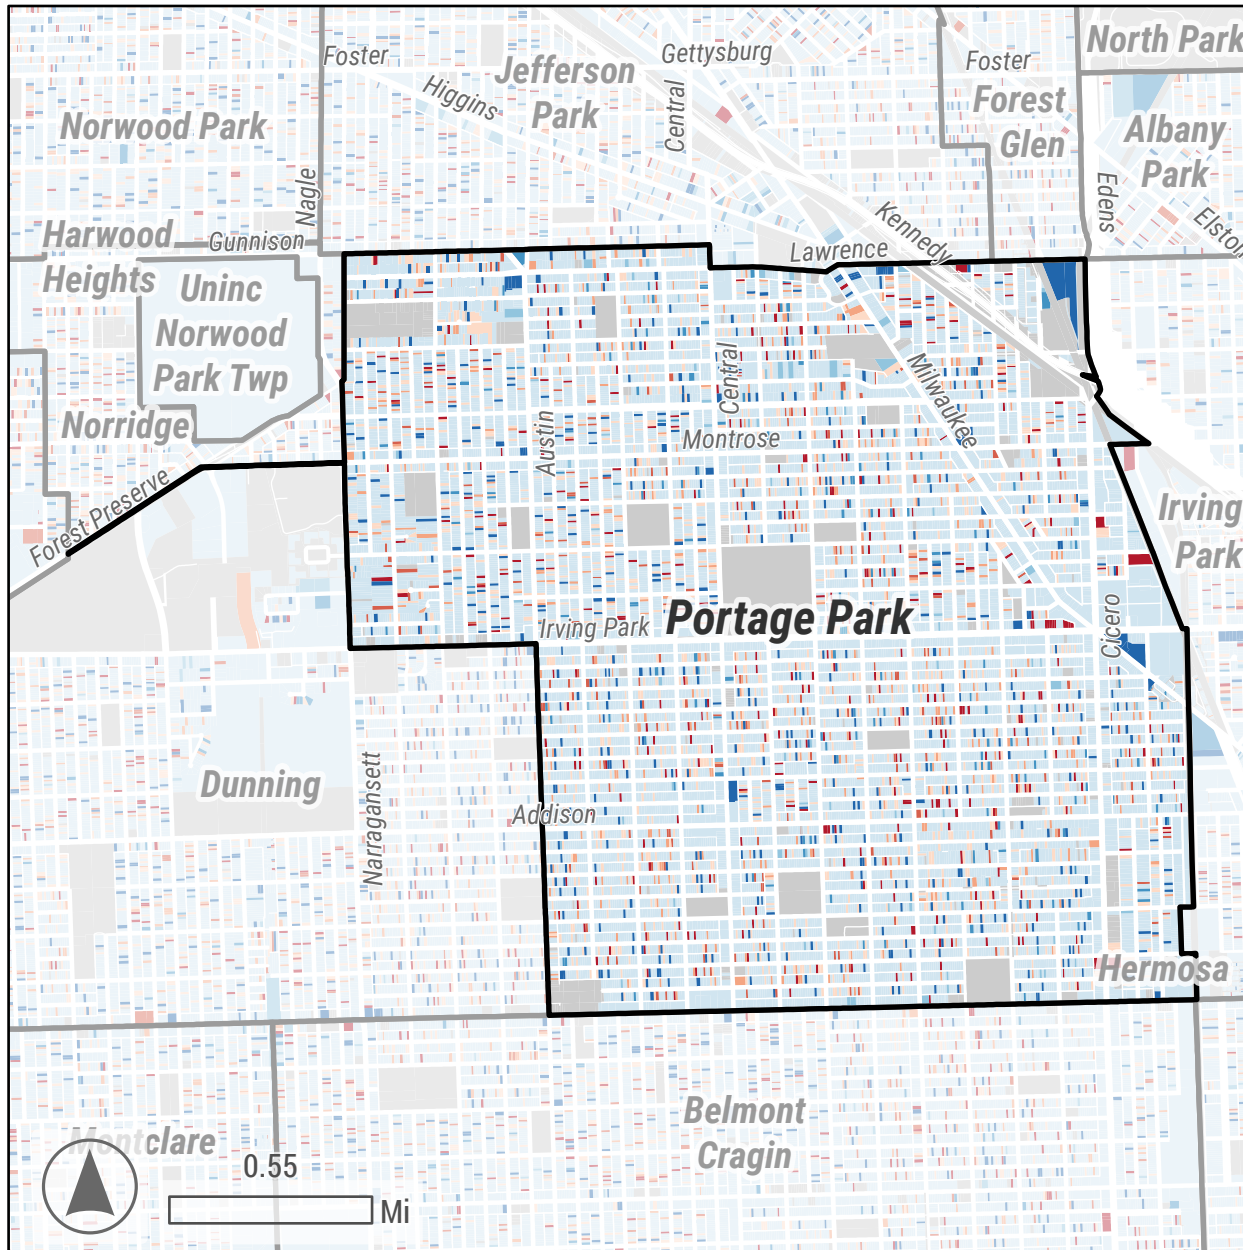 Foster
Gettysburg
Foster
North Park
Jefferson
Park
Higgins
Central
Forest
Glen
Norwood Park
Albany
Park
Nagle
Edens
Elston
Harwood
Heights
Gunnison
Kennedy
Lawrence
Uninc
Norwood
Park Twp
Central
Milwaukee
Norridge
Austin
Montrose
Forest Preserve
Irving
Park
Portage Park
Irving Park
Cicero
Dunning
Narragansett
Addison
Hermosa
Belmont
Cragin
Montclare
0.55
Mi